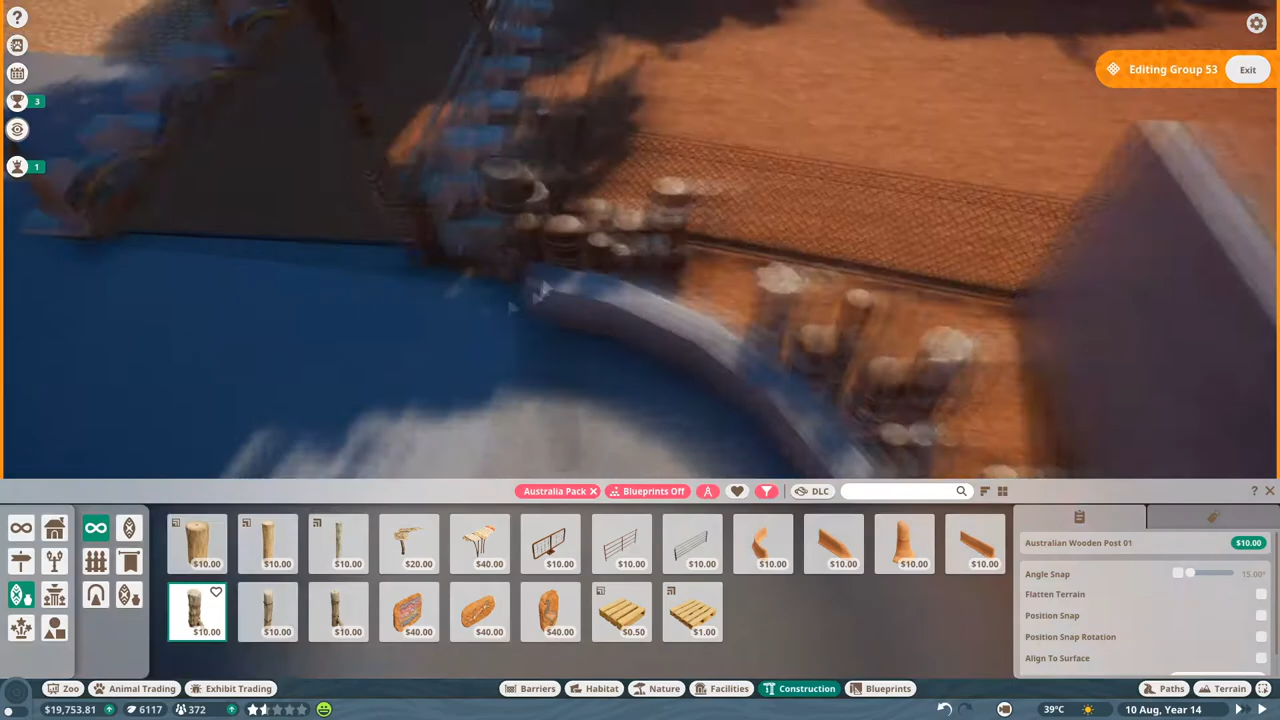 ?
Editing Group 53
Exit
3
1
Australia Pack ×
Blueprints Off
DLC
?
×
$10.00
$10.00
$10.00
$20.00
$40.00
$10.00
$10.00
$10.00
$10.00
$10.00
$10.00
$10.00
$10.00
$10.00
$10.00
$40.00
$40.00
$40.00
$0.50
$1.00
Australian Wooden Post 01
$10.00
Angle Snap
15.00°
Flatten Terrain
Position Snap
Position Snap Rotation
Align To Surface
Zoo
Animal Trading
Exhibit Trading
Barriers
Habitat
Nature
Facilities
Construction
Blueprints
Paths
Terrain
$19,753.81
6117
372
39°C
10 Aug, Year 14